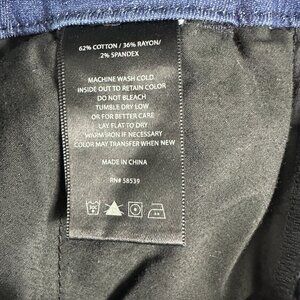 62% COTTON / 36% RAYON/
2% SPANDEX
MACHINE WASH COLD
INSIDE OUT TO RETAIN COLOR
DO NOT BLEACH
TUMBLE DRY LOW
OR FOR BETTER CARE
LAY FLAT TO DRY
WARM IRON IF NECESSARY
COLOR MAY TRANSFER WHEN NEW
MADE IN CHINA
RN# 58539